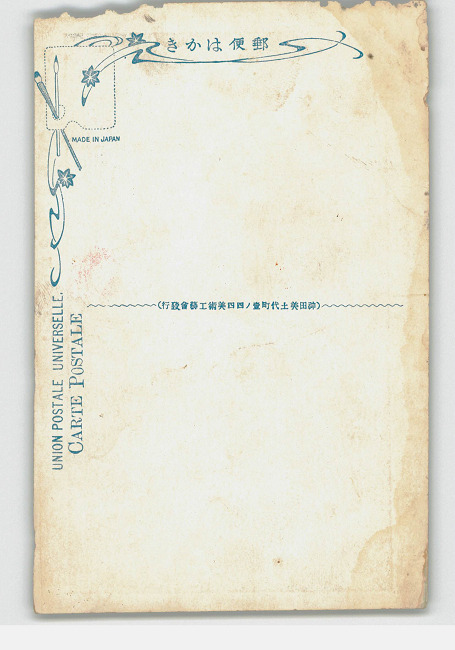 郵便はかき
MADE IN JAPAN
(神田美土代町壹ノ四四美術工藝會發行)
UNION POSTALE UNIVERSELLE.
CARTE POSTALE